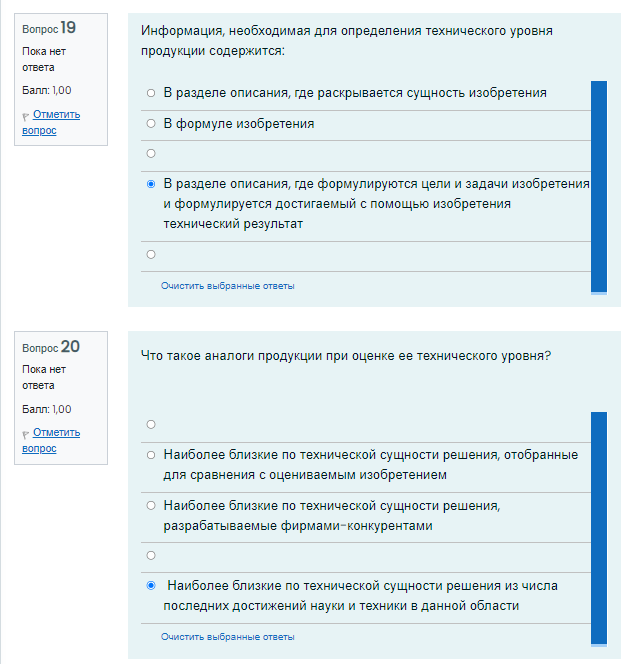 Вопрос 19
Пока нет
ответа
Балл: 1,00
Отметить
вопрос
Информация, необходимая для определения технического уровня
продукции содержится:
В разделе описания, где раскрывается сущность изобретения
В формуле изобретения
В разделе описания, где формулируются цели и задачи изобретения
и формулируется достигаемый с помощью изобретения
технический результат
Очистить выбранные ответы
Вопрос 20
Пока нет
ответа
Балл: 1,00
Отметить
вопрос
Что такое аналоги продукции при оценке ее технического уровня?
Наиболее близкие по технической сущности решения, отобранные
для сравнения с оцениваемым изобретением
Наиболее близкие по технической сущности решения,
разрабатываемые фирмами-конкурентами
Наиболее близкие по технической сущности решения из числа
последних достижений науки и техники в данной области
Очистить выбранные ответы